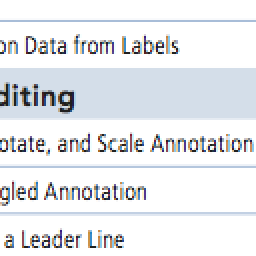 on Data from Labels
diting
otate, and Scale Annotation
gled Annotation
a Leader Line